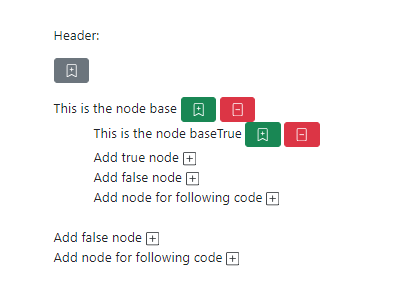 Header:
This is the node base
This is the node baseTrue
Add true node
Add false node
Add node for following code
Add false node
Add node for following code